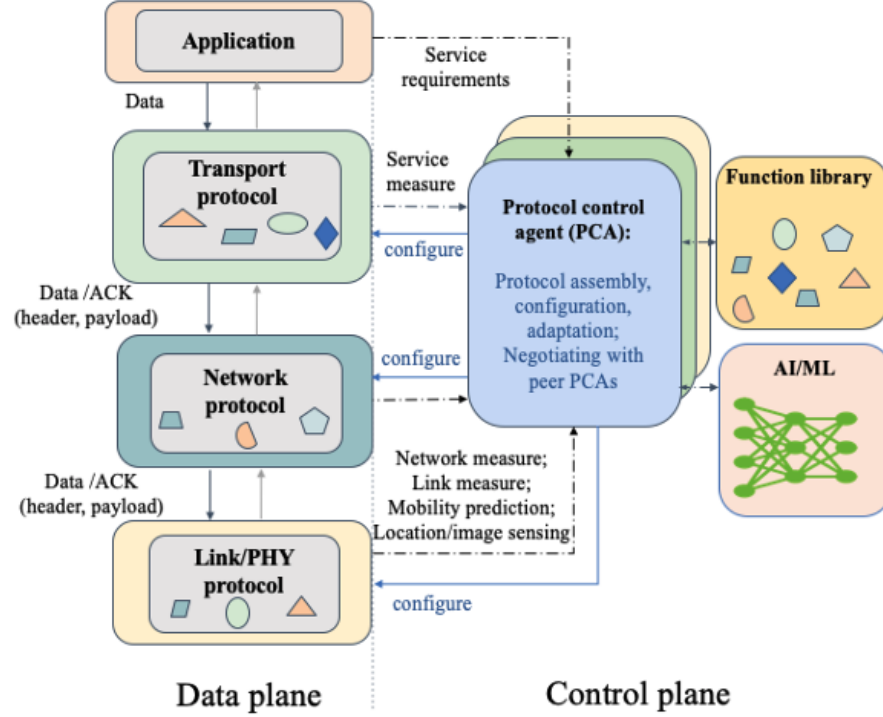 Application
Service
requirements
Data
Transport
protocol
Service
measure
configure
Function library
Protocol control
agent (PCA):
Protocol assembly,
configuration,
adaptation;
Negotiating with
peer PCAs
Data /ACK
(header, payload)
Network
protocol
configure
AI/ML
Data /ACK
(header, payload)
Network measure;
Link measure;
Mobility prediction;
Location/image sensing
Link/PHY
protocol
configure
Data plane
Control plane